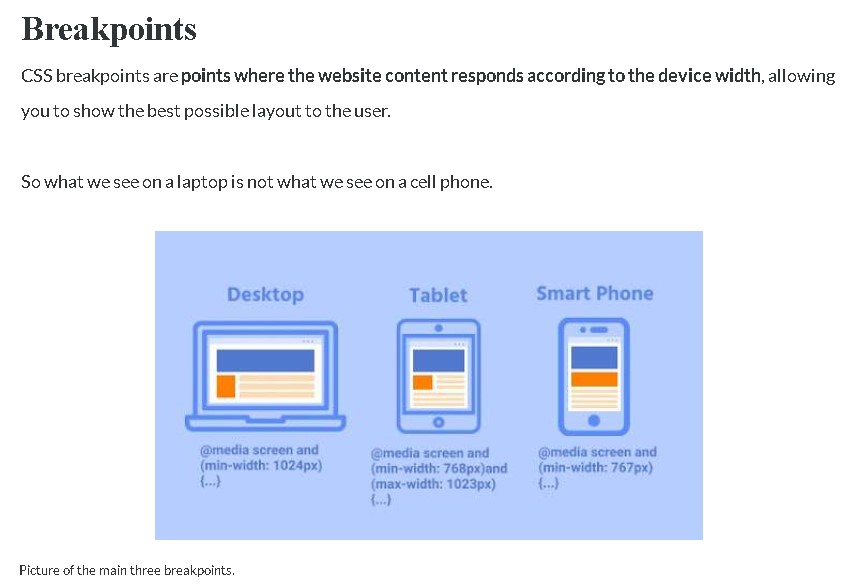 Breakpoints
CSS breakpoints are points where the website content responds according to the device width, allowing
you to show the best possible layout to the user.
So what we see on a laptop is not what we see on a cell phone.
Desktop
@media screen and
(min-width: 1024px)
{...}
Tablet
@media screen and
(min-width: 768px)and
(max-width: 1023px)
{...}
Smart Phone
@media screen and
(min-width: 767px)
{...}
Picture of the main three breakpoints.